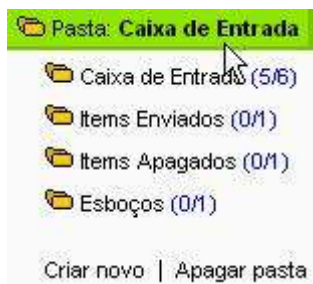 Pasta: Caixa de Entrada
Caixa de Entrada (5/6)
Items Enviados (0/1)
Items Apagados (0/1)
Esboços (0/1)
Criar novo | Apagar pasta